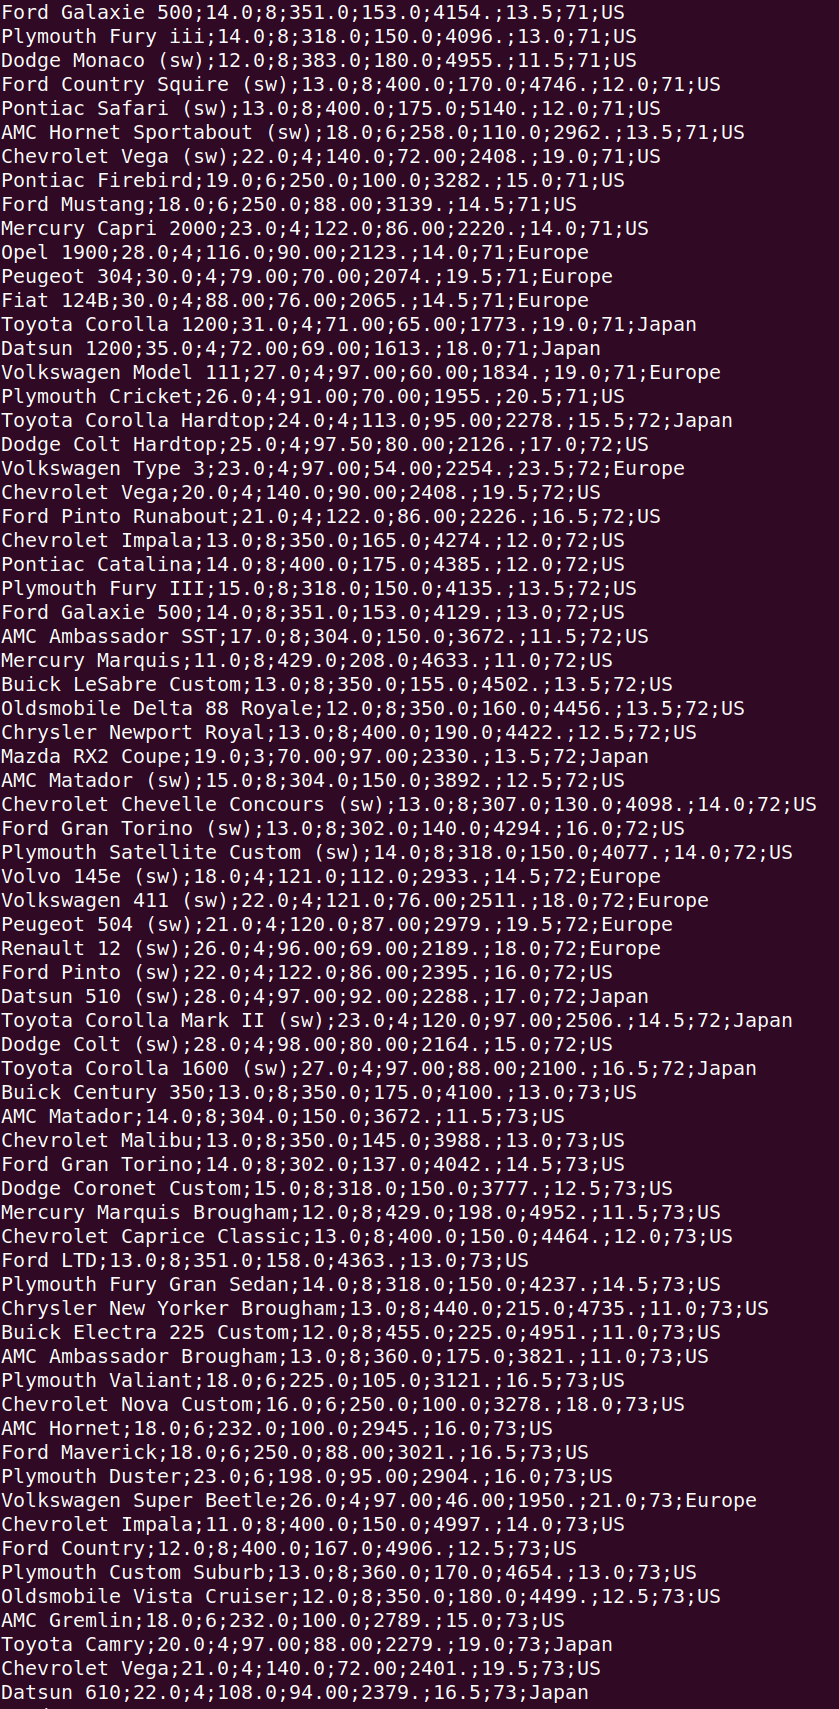 Ford Galaxie 500;14.0;8;351.0;153.0;4154.;13.5;71;US
Plymouth Fury iii;14.0;8;318.0;150.0;4096.;13.0;71;US
Dodge Monaco (sw);12.0;8;383.0;180.0;4955.;11.5;71;US
Ford Country Squire (sw);13.0;8;400.0;170.0;4746.;12.0;71;US
Pontiac Safari (sw);13.0;8;400.0;175.0;5140.;12.0;71;US
AMC Hornet Sportabout (sw);18.0;6;258.0;110.0;2962.;13.5;71;US
Chevrolet Vega (sw);22.0;4;140.0;72.00;2408.;19.0;71;US
Pontiac Firebird;19.0;6;250.0;100.0;3282.;15.0;71;US
Ford Mustang;18.0;6;250.0;88.00;3139.;14.5;71;US
Mercury Capri 2000;23.0;4;122.0;86.00;2220.;14.0;71;US
Opel 1900;28.0;4;116.0;90.00;2123.;14.0;71;Europe
Peugeot 304;30.0;4;79.00;70.00;2074.;19.5;71;Europe
Fiat 124B;30.0;4;88.00;76.00;2065.;14.5;71;Europe
Toyota Corolla 1200;31.0;4;71.00;65.00;1773.;19.0;71;Japan
Datsun 1200;35.0;4;72.00;69.00;1613.;18.0;71;Japan
Volkswagen Model 111;27.0;4;97.00;60.00;1834.;19.0;71;Europe
Plymouth Cricket;26.0;4;91.00;70.00;1955.;20.5;71;US
Toyota Corolla Hardtop;24.0;4;113.0;95.00;2278.;15.5;72;Japan
Dodge Colt Hardtop;25.0;4;97.50;80.00;2126.;17.0;72;US
Volkswagen Type 3;23.0;4;97.00;54.00;2254.;23.5;72;Europe
Chevrolet Vega;20.0;4;140.0;90.00;2408.;19.5;72;US
Ford Pinto Runabout;21.0;4;122.0;86.00;2226.;16.5;72;US
Chevrolet Impala;13.0;8;350.0;165.0;4274.;12.0;72;US
Pontiac Catalina;14.0;8;400.0;175.0;4385.;12.0;72;US
Plymouth Fury III;15.0;8;318.0;150.0;4135.;13.5;72;US
Ford Galaxie 500;14.0;8;351.0;153.0;4129.;13.0;72;US
AMC Ambassador SST;17.0;8;304.0;150.0;3672.;11.5;72;US
Mercury Marquis;11.0;8;429.0;208.0;4633.;11.0;72;US
Buick LeSabre Custom;13.0;8;350.0;155.0;4502.;13.5;72;US
Oldsmobile Delta 88 Royale;12.0;8;350.0;160.0;4456.;13.5;72;US
Chrysler Newport Royal;13.0;8;400.0;190.0;4422.;12.5;72;US
Mazda RX2 Coupe;19.0;3;70.00;97.00;2330.;13.5;72;Japan
AMC Matador (sw);15.0;8;304.0;150.0;3892.;12.5;72;US
Chevrolet Chevelle Concours (sw);13.0;8;307.0;130.0;4098.;14.0;72;US
Ford Gran Torino (sw);13.0;8;302.0;140.0;4294.;16.0;72;US
Plymouth Satellite Custom (sw);14.0;8;318.0;150.0;4077.;14.0;72;US
Volvo 145e (sw);18.0;4;121.0;112.0;2933.;14.5;72;Europe
Volkswagen 411 (sw);22.0;4;121.0;76.00;2511.;18.0;72;Europe
Peugeot 504 (sw);21.0;4;120.0;87.00;2979.;19.5;72;Europe
Renault 12 (sw);26.0;4;96.00;69.00;2189.;18.0;72;Europe
Ford Pinto (sw);22.0;4;122.0;86.00;2395.;16.0;72;US
Datsun 510 (sw);28.0;4;97.00;92.00;2288.;17.0;72;Japan
Toyota Corolla Mark II (sw);23.0;4;120.0;97.00;2506.;14.5;72;Japan
Dodge Colt (sw);28.0;4;98.00;80.00;2164.;15.0;72;US
Toyota Corolla 1600 (sw);27.0;4;97.00;88.00;2100.;16.5;72;Japan
Buick Century 350;13.0;8;350.0;175.0;4100.;13.0;73;US
AMC Matador;14.0;8;304.0;150.0;3672.;11.5;73;US
Chevrolet Malibu;13.0;8;350.0;145.0;3988.;13.0;73;US
Ford Gran Torino;14.0;8;302.0;137.0;4042.;14.5;73;US
Dodge Coronet Custom;15.0;8;318.0;150.0;3777.;12.5;73;US
Mercury Marquis Brougham;12.0;8;429.0;198.0;4952.;11.5;73;US
Chevrolet Caprice Classic;13.0;8;400.0;150.0;4464.;12.0;73;US
Ford LTD;13.0;8;351.0;158.0;4363.;13.0;73;US
Plymouth Fury Gran Sedan;14.0;8;318.0;150.0;4237.;14.5;73;US
Chrysler New Yorker Brougham;13.0;8;440.0;215.0;4735.;11.0;73;US
Buick Electra 225 Custom;12.0;8;455.0;225.0;4951.;11.0;73;US
AMC Ambassador Brougham;13.0;8;360.0;175.0;3821.;11.0;73;US
Plymouth Valiant;18.0;6;225.0;105.0;3121.;16.5;73;US
Chevrolet Nova Custom;16.0;6;250.0;100.0;3278.;18.0;73;US
AMC Hornet;18.0;6;232.0;100.0;2945.;16.0;73;US
Ford Maverick;18.0;6;250.0;88.00;3021.;16.5;73;US
Plymouth Duster;23.0;6;198.0;95.00;2904.;16.0;73;US
Volkswagen Super Beetle;26.0;4;97.00;46.00;1950.;21.0;73;Europe
Chevrolet Impala;11.0;8;400.0;150.0;4997.;14.0;73;US
Ford Country;12.0;8;400.0;167.0;4906.;12.5;73;US
Plymouth Custom Suburb;13.0;8;360.0;170.0;4654.;13.0;73;US
Oldsmobile Vista Cruiser;12.0;8;350.0;180.0;4499.;12.5;73;US
AMC Gremlin;18.0;6;232.0;100.0;2789.;15.0;73;US
Toyota Camry;20.0;4;97.00;88.00;2279.;19.0;73;Japan
Chevrolet Vega;21.0;4;140.0;72.00;2401.;19.5;73;US
Datsun 610;22.0;4;108.0;94.00;2379.;16.5;73;Japan